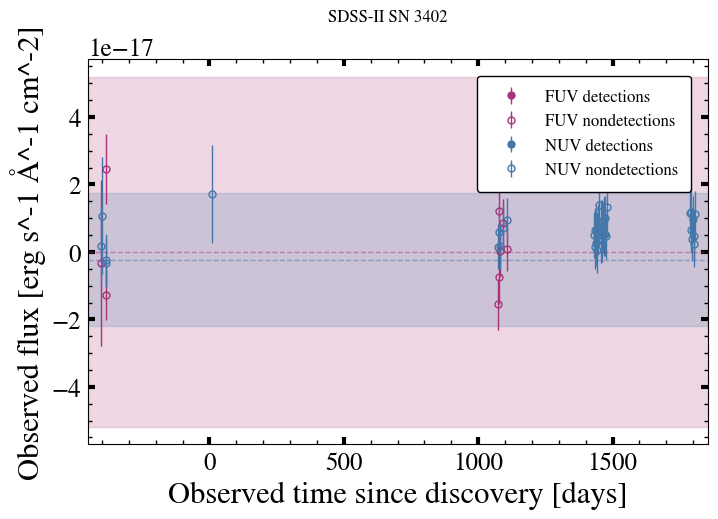 SDSS-II SN 3402
1e−17
FUV detections
FUV nondetections
NUV detections
NUV nondetections
4
2
0
−2
−4
0 500 1000 1500
Observed time since discovery [days]
Observed flux [erg s^-1 Å^-1 cm^-2]